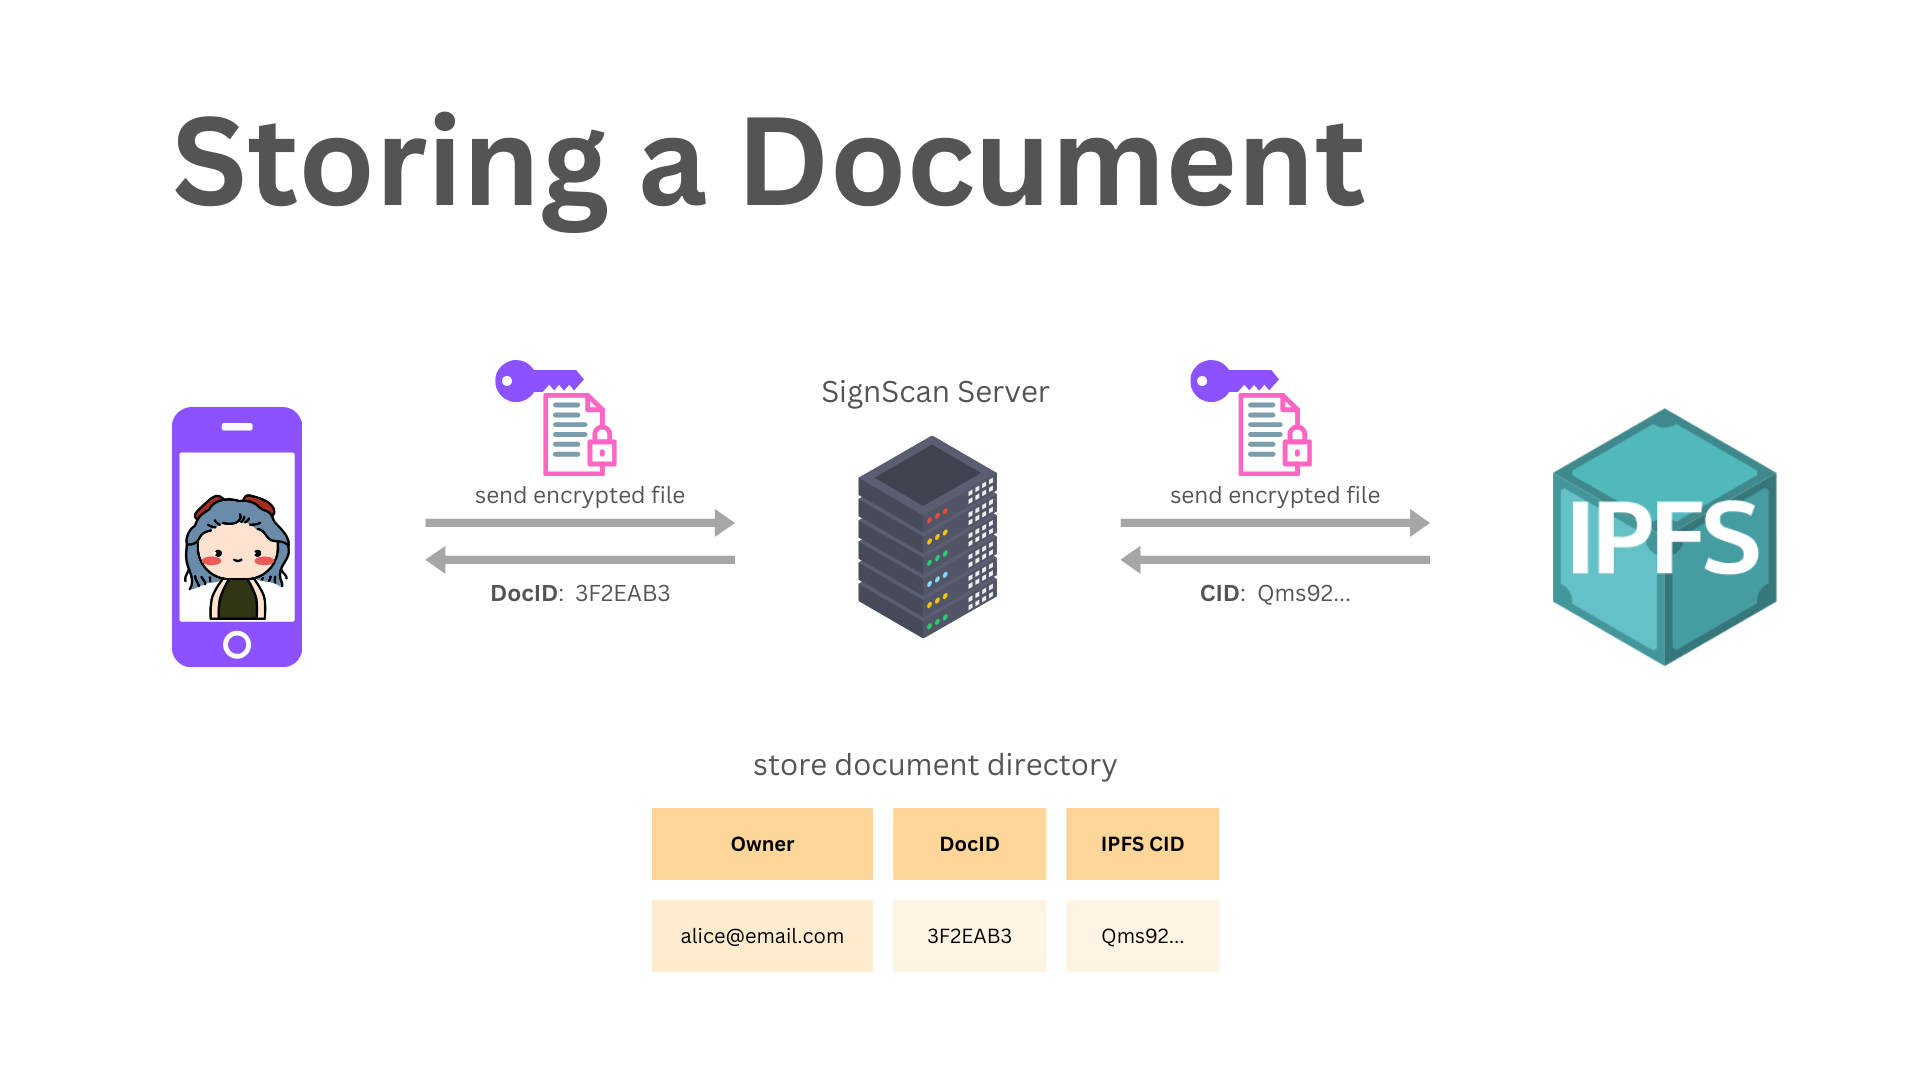 Storing a Document
SignScan Server
send encrypted file
DocID: 3F2EAB3
send encrypted file
CID: Qms92...
IPFS
store document directory
Owner DocID IPFS CID
alice@email.com 3F2EAB3 Qms92...